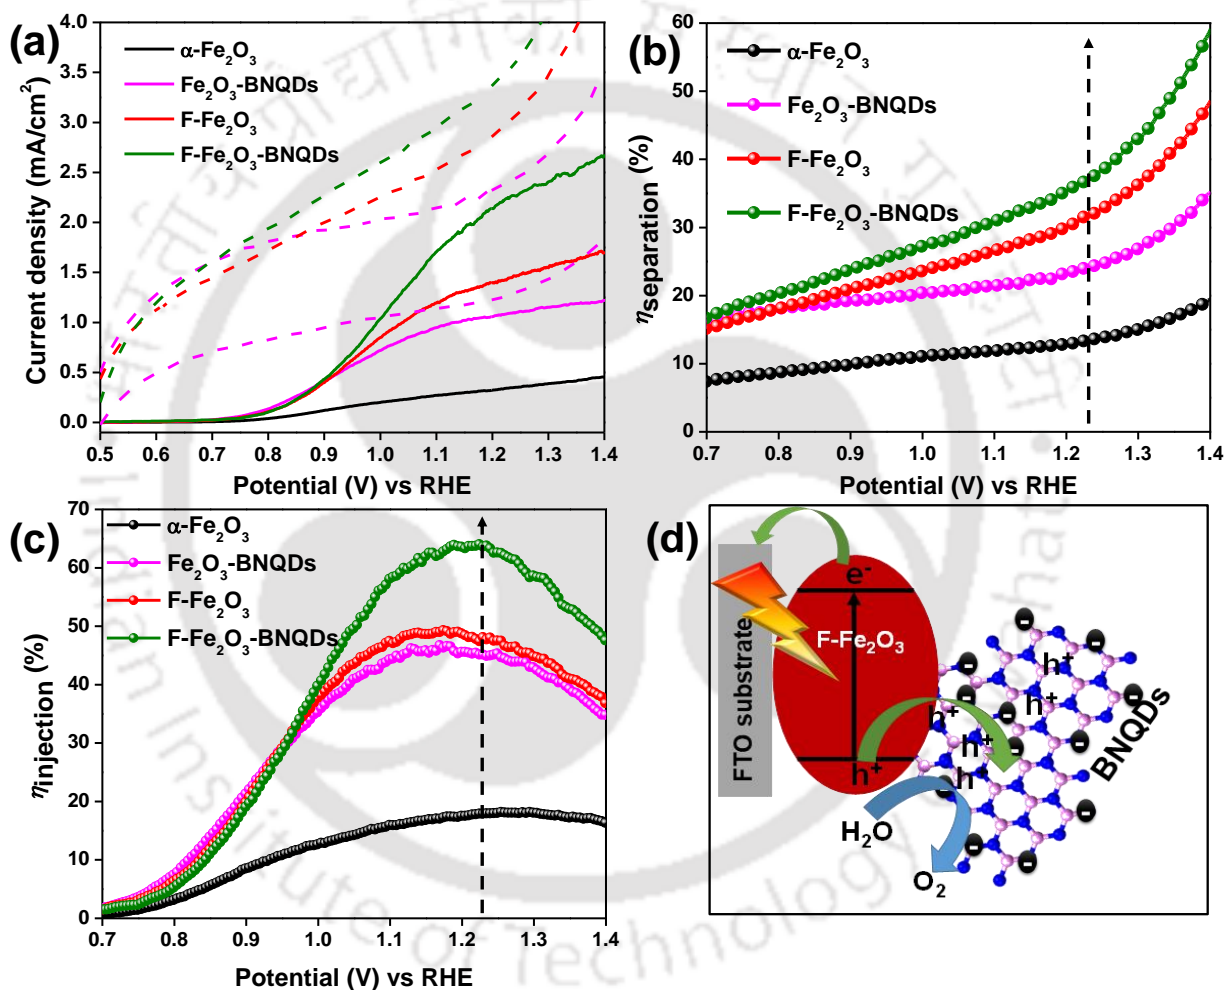 (a)
α-Fe₂O₃
Fe₂O₃-BNQDs
F-Fe₂O₃
F-Fe₂O₃-BNQDs
Current density (mA/cm²)
4.0
3.5
3.0
2.5
2.0
1.5
1.0
0.5
0.0
0.5 0.6 0.7 0.8 0.9 1.0 1.1 1.2 1.3 1.4
Potential (V) vs RHE
(b)
α-Fe₂O₃
Fe₂O₃-BNQDs
F-Fe₂O₃
F-Fe₂O₃-BNQDs
ηseparation (%)
60
50
40
30
20
10
0
0.7 0.8 0.9 1.0 1.1 1.2 1.3 1.4
Potential (V) vs RHE
(c)
α-Fe₂O₃
Fe₂O₃-BNQDs
F-Fe₂O₃
F-Fe₂O₃-BNQDs
ηinjection (%)
70
60
50
40
30
20
10
0
0.7 0.8 0.9 1.0 1.1 1.2 1.3 1.4
Potential (V) vs RHE
(d)
FTO substrate
e⁻
F-Fe₂O₃
h⁺
h⁺
h⁺
h⁺
h⁺
h⁺
BNQDs
H₂O
O₂
Indian Institute of Technology